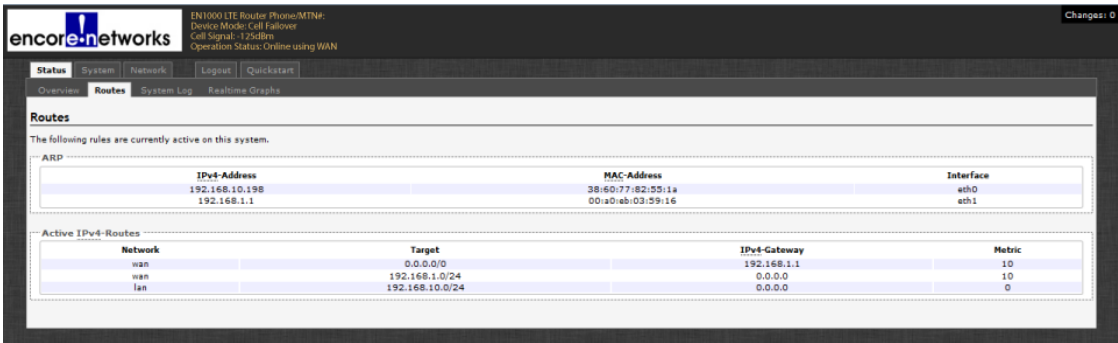 encore!networks
EN1000 LTE Router Phone/MTN#:
Device Mode: Cell Failover
Cell Signal: -125dBm
Operation Status: Online using WAN
Changes: 0
Status System Network Logout Quickstart
Overview Routes System Log Realtime Graphs
Routes
The following rules are currently active on this system.
ARP
IPv4-Address MAC-Address Interface
192.168.10.198 38:60:77:82:55:1a eth0
192.168.1.1 00:a0:eb:03:59:16 eth1
Active IPv4-Routes
Network Target IPv4-Gateway Metric
wan 0.0.0.0/0 192.168.1.1 10
wan 192.168.1.0/24 0.0.0.0 10
lan 192.168.10.0/24 0.0.0.0 0